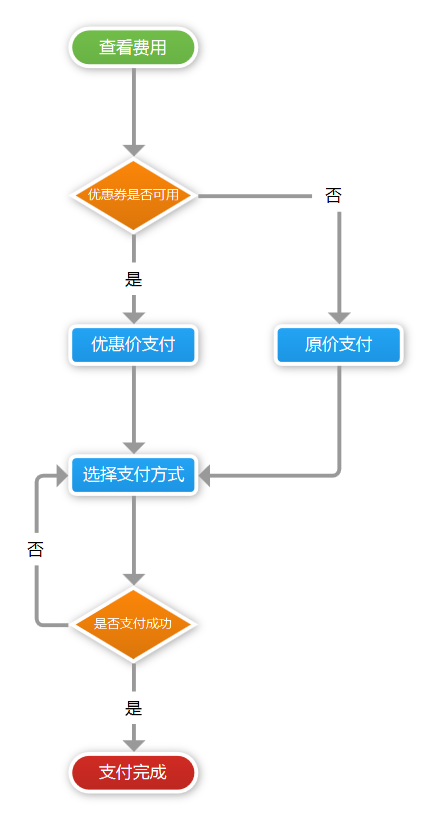 查看费用
优惠券是否可用
否
是
优惠价支付
原价支付
选择支付方式
否
是否支付成功
是
支付完成